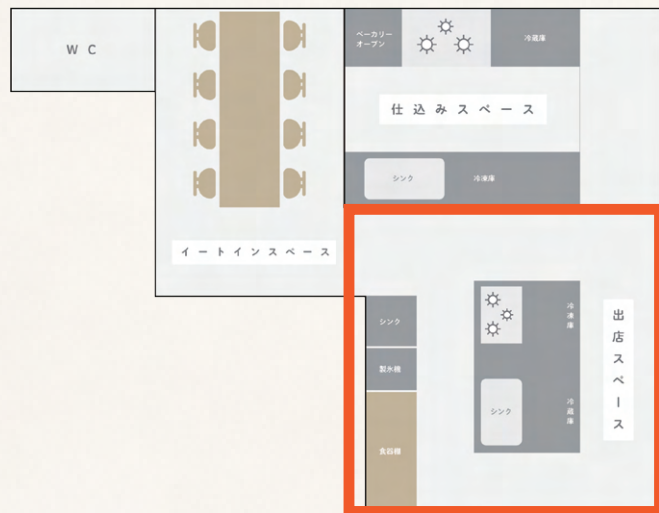 WC
ベーカリー
オーブン
冷蔵庫
仕込みスペース
シンク
冷凍庫
イートインスペース
シンク
製氷機
食器棚
冷凍庫
シンク
冷蔵庫
出店スペース